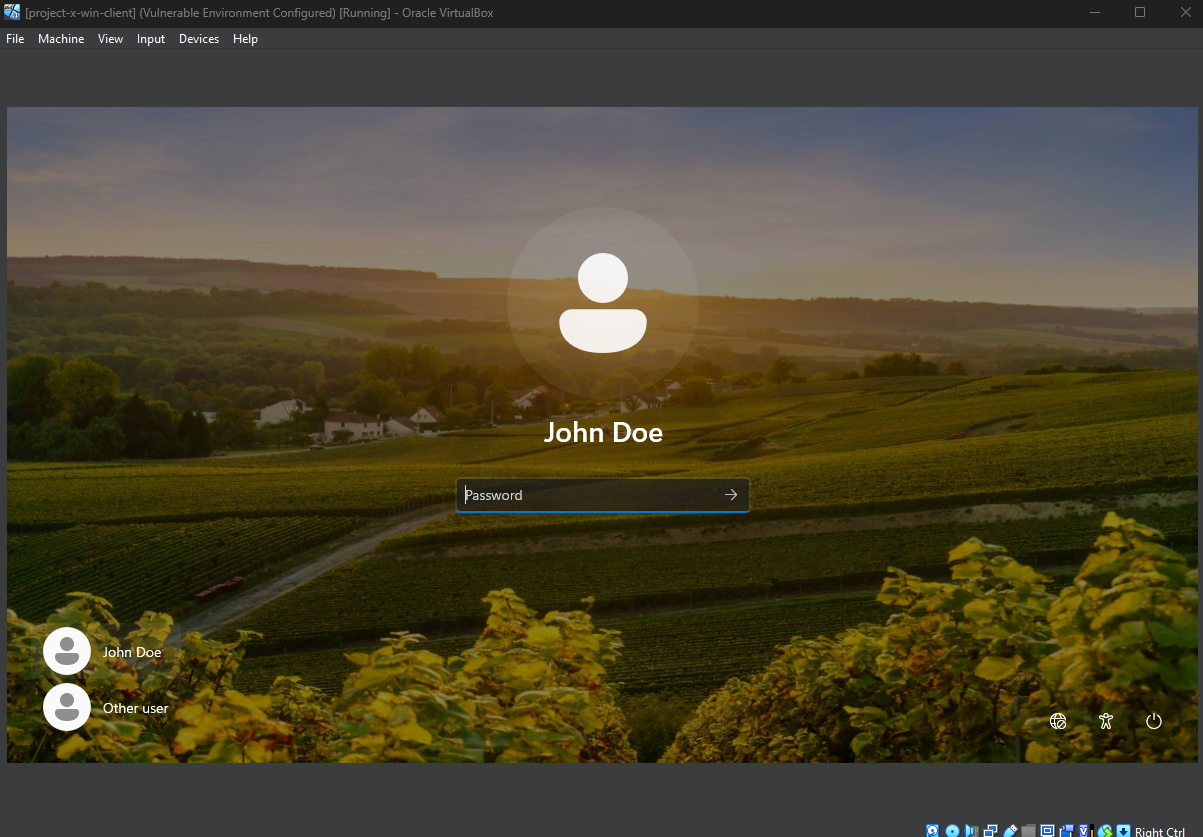 [project-x-win-client] (Vulnerable Environment Configured) [Running] - Oracle VirtualBox
File Machine View Input Devices Help
John Doe
Password
John Doe
Other user
Right Ctrl